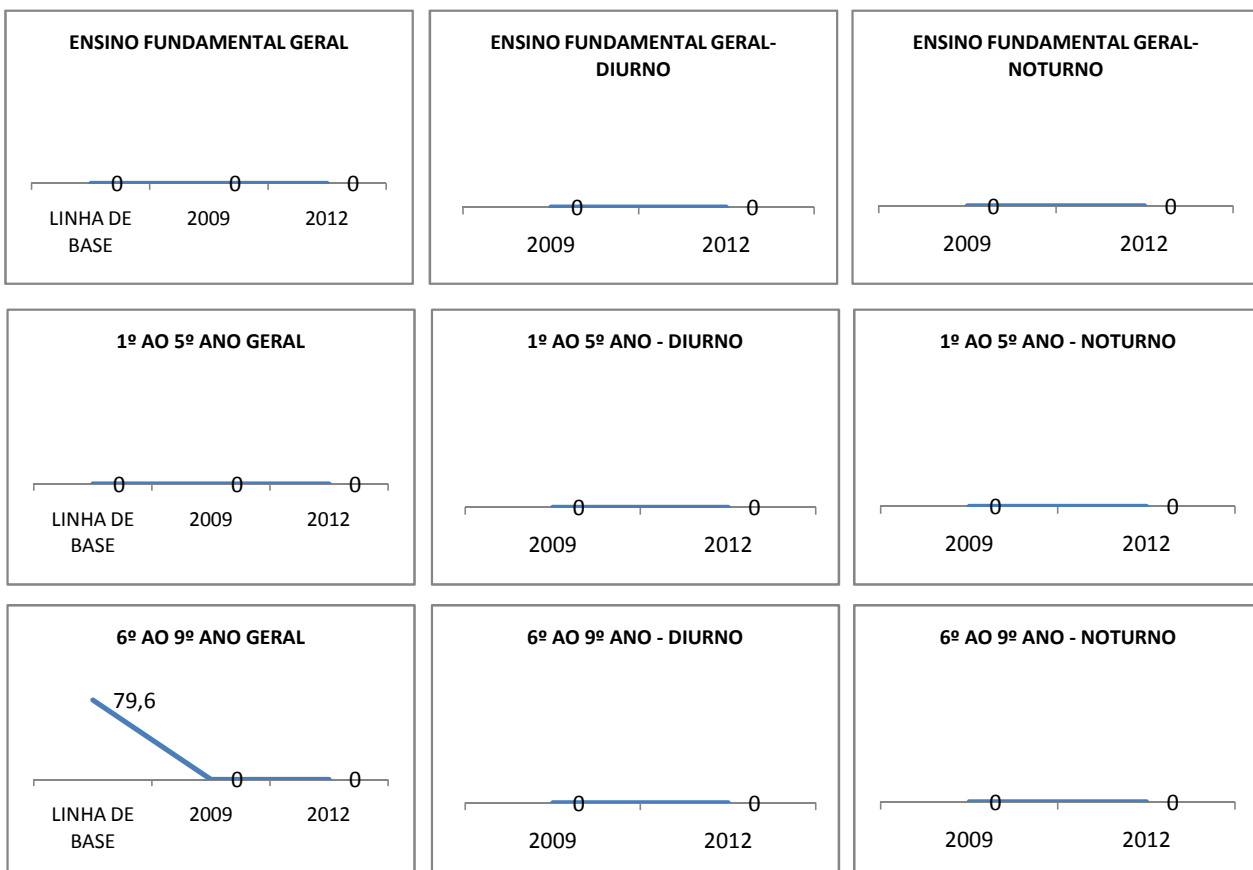 ENSINO FUNDAMENTAL GERAL
0 0 0
LINHA DE
BASE
2009 2012
ENSINO FUNDAMENTAL GERAL-
DIURNO
0 0
2009 2012
ENSINO FUNDAMENTAL GERAL-
NOTURNO
0 0
2009 2012
1º AO 5º ANO GERAL
0 0 0
LINHA DE
BASE
2009 2012
1º AO 5º ANO - DIURNO
0 0
2009 2012
1º AO 5º ANO - NOTURNO
0 0
2009 2012
6º AO 9º ANO GERAL
79,6
0 0
LINHA DE
BASE
2009 2012
6º AO 9º ANO - DIURNO
0 0
2009 2012
6º AO 9º ANO - NOTURNO
0 0
2009 2012